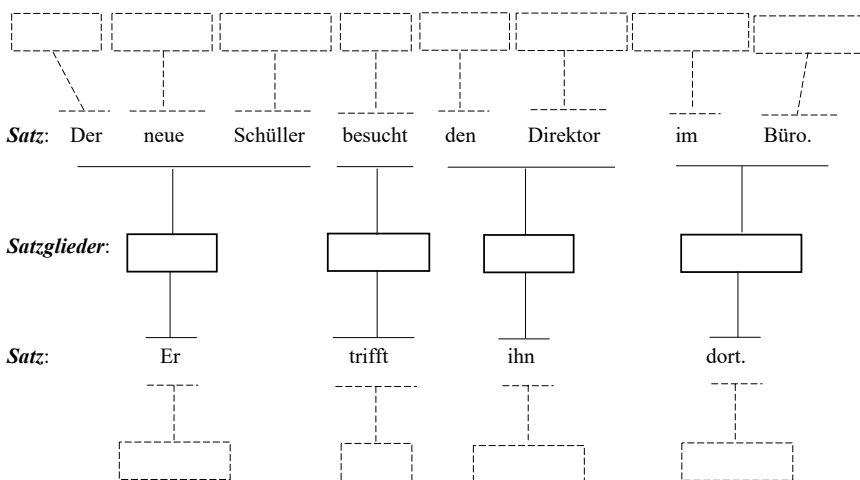 Satz: Der neue Schüller besucht den Direktor im Büro.
Satzglieder:
Satz: Er trifft ihn dort.